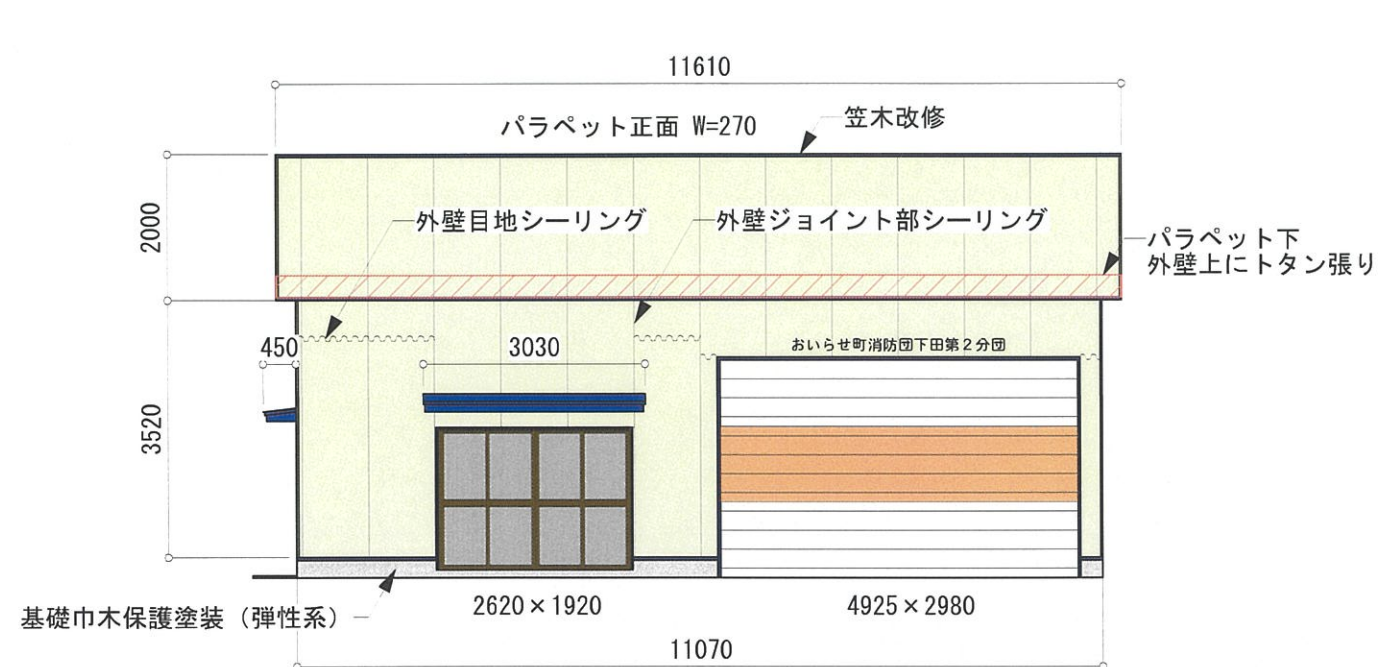 11610
パラペット正面 W=270
笠木改修
2000
外壁目地シーリング
外壁ジョイント部シーリング
パラペット下
外壁上にトタン張り
450
3030
おいらせ町消防団下田第2分団
3520
基礎巾木保護塗装（弾性系）
2620×1920
4925×2980
11070